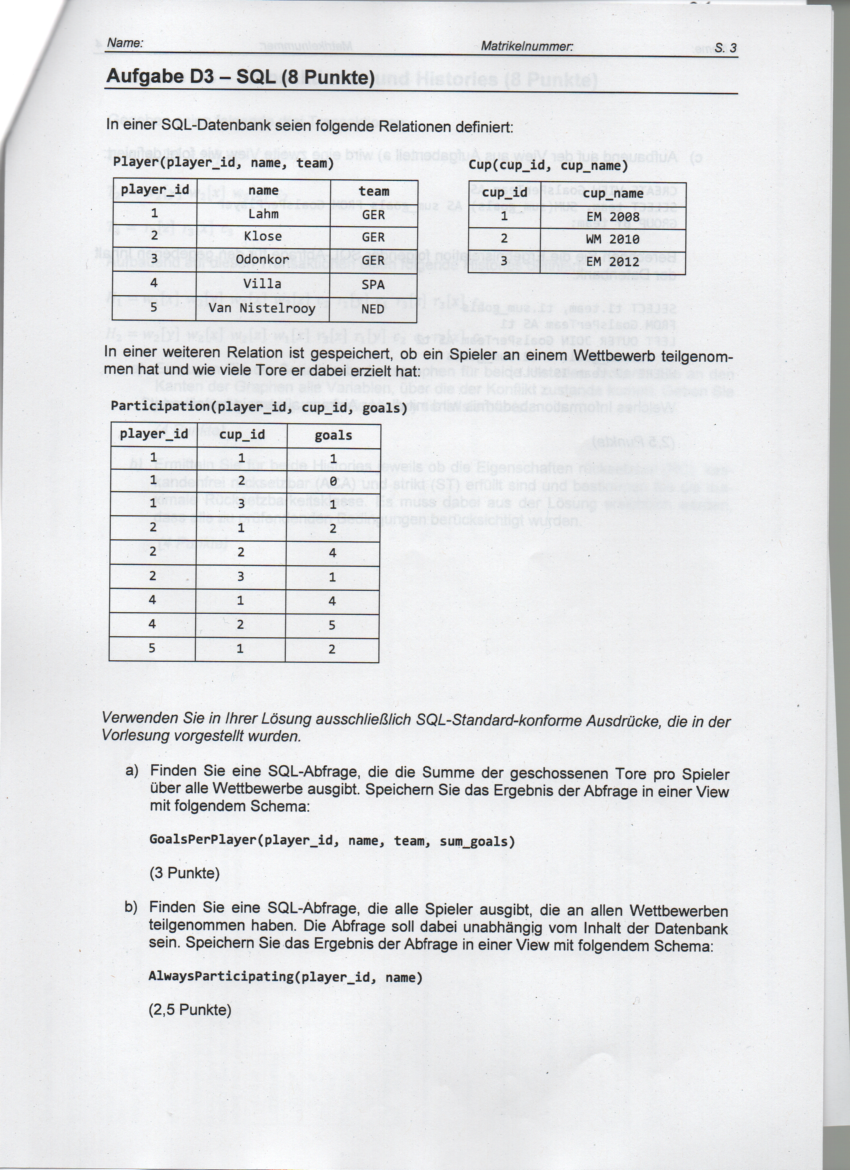 Name: Matrikelnummer: S. 3
Aufgabe D3 – SQL (8 Punkte)
In einer SQL-Datenbank seien folgende Relationen definiert:
Player(player_id, name, team)
player_id name team
1 Lahm GER
2 Klose GER
3 Odonkor GER
4 Villa SPA
5 Van Nistelrooy NED
Cup(cup_id, cup_name)
cup_id cup_name
1 EM 2008
2 WM 2010
3 EM 2012
In einer weiteren Relation ist gespeichert, ob ein Spieler an einem Wettbewerb teilgenom-
men hat und wie viele Tore er dabei erzielt hat:
Participation(player_id, cup_id, goals)
player_id cup_id goals
1 1 1
1 2 0
1 3 1
2 1 2
2 2 4
2 3 1
4 1 4
4 2 5
5 1 2
Verwenden Sie in Ihrer Lösung ausschließlich SQL-Standard-konforme Ausdrücke, die in der
Vorlesung vorgestellt wurden.
a) Finden Sie eine SQL-Abfrage, die die Summe der geschossenen Tore pro Spieler
über alle Wettbewerbe ausgibt. Speichern Sie das Ergebnis der Abfrage in einer View
mit folgendem Schema:
GoalsPerPlayer(player_id, name, team, sum_goals)
(3 Punkte)
b) Finden Sie eine SQL-Abfrage, die alle Spieler ausgibt, die an allen Wettbewerben
teilgenommen haben. Die Abfrage soll dabei unabhängig vom Inhalt der Datenbank
sein. Speichern Sie das Ergebnis der Abfrage in einer View mit folgendem Schema:
AlwaysParticipating(player_id, name)
(2,5 Punkte)